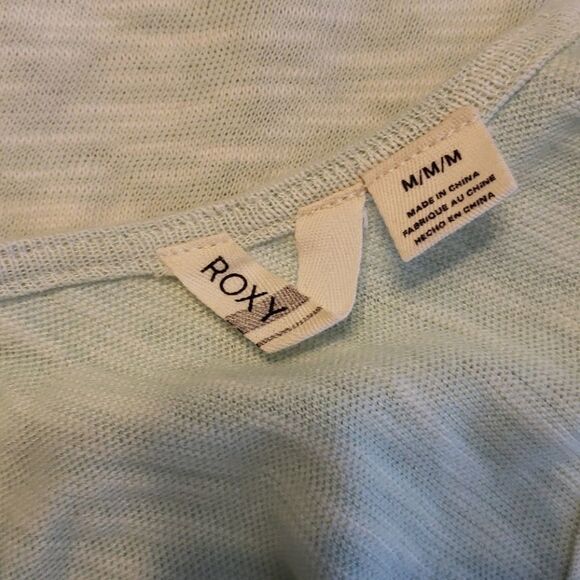 ROXY
M/M/M
MADE IN CHINA
FABRIQUE AU CHINE
HECHO EN CHINA